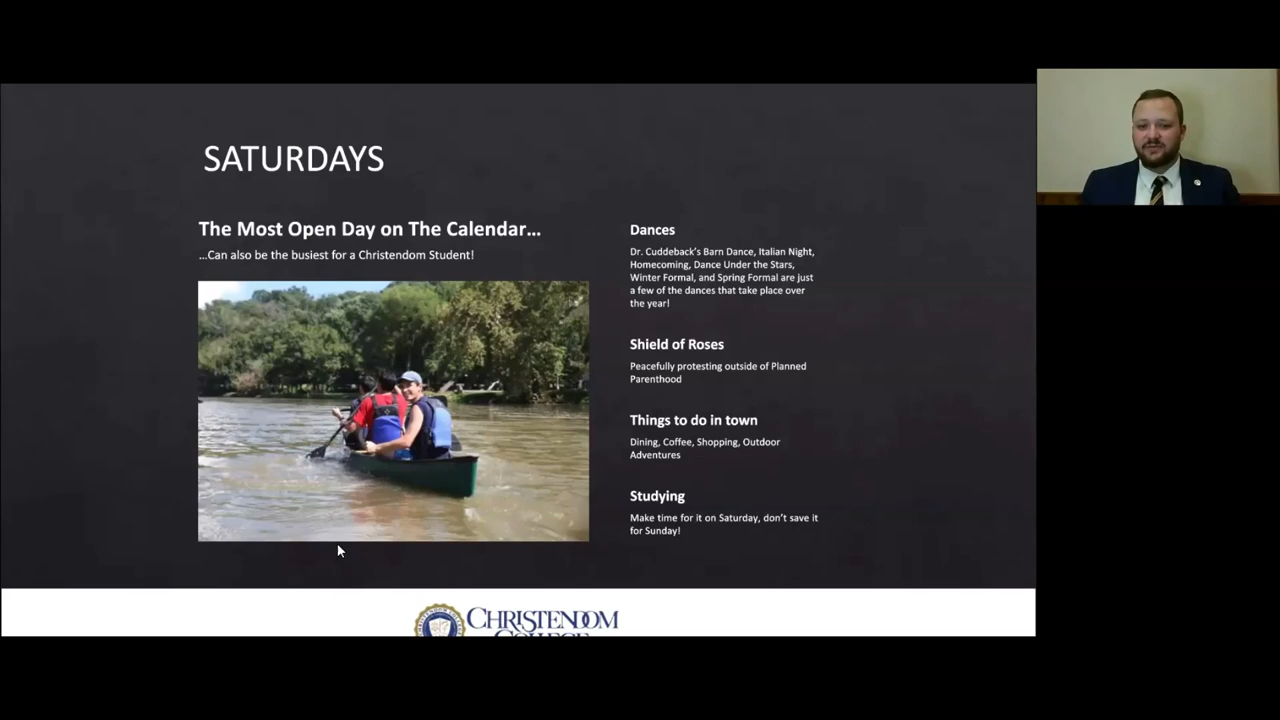 SATURDAYS
The Most Open Day on The Calendar...
...Can also be the busiest for a Christendom Student!
Dances
Dr. Cuddeback's Barn Dance, Italian Night,
Homecoming, Dance Under the Stars,
Winter Formal, and Spring Formal are just
a few of the dances that take place over
the year!
Shield of Roses
Peacefully protesting outside of Planned
Parenthood
Things to do in town
Dining, Coffee, Shopping, Outdoor
Adventures
Studying
Make time for it on Saturday, don't save it
for Sunday!
CHRISTENDOM
COLLEGE